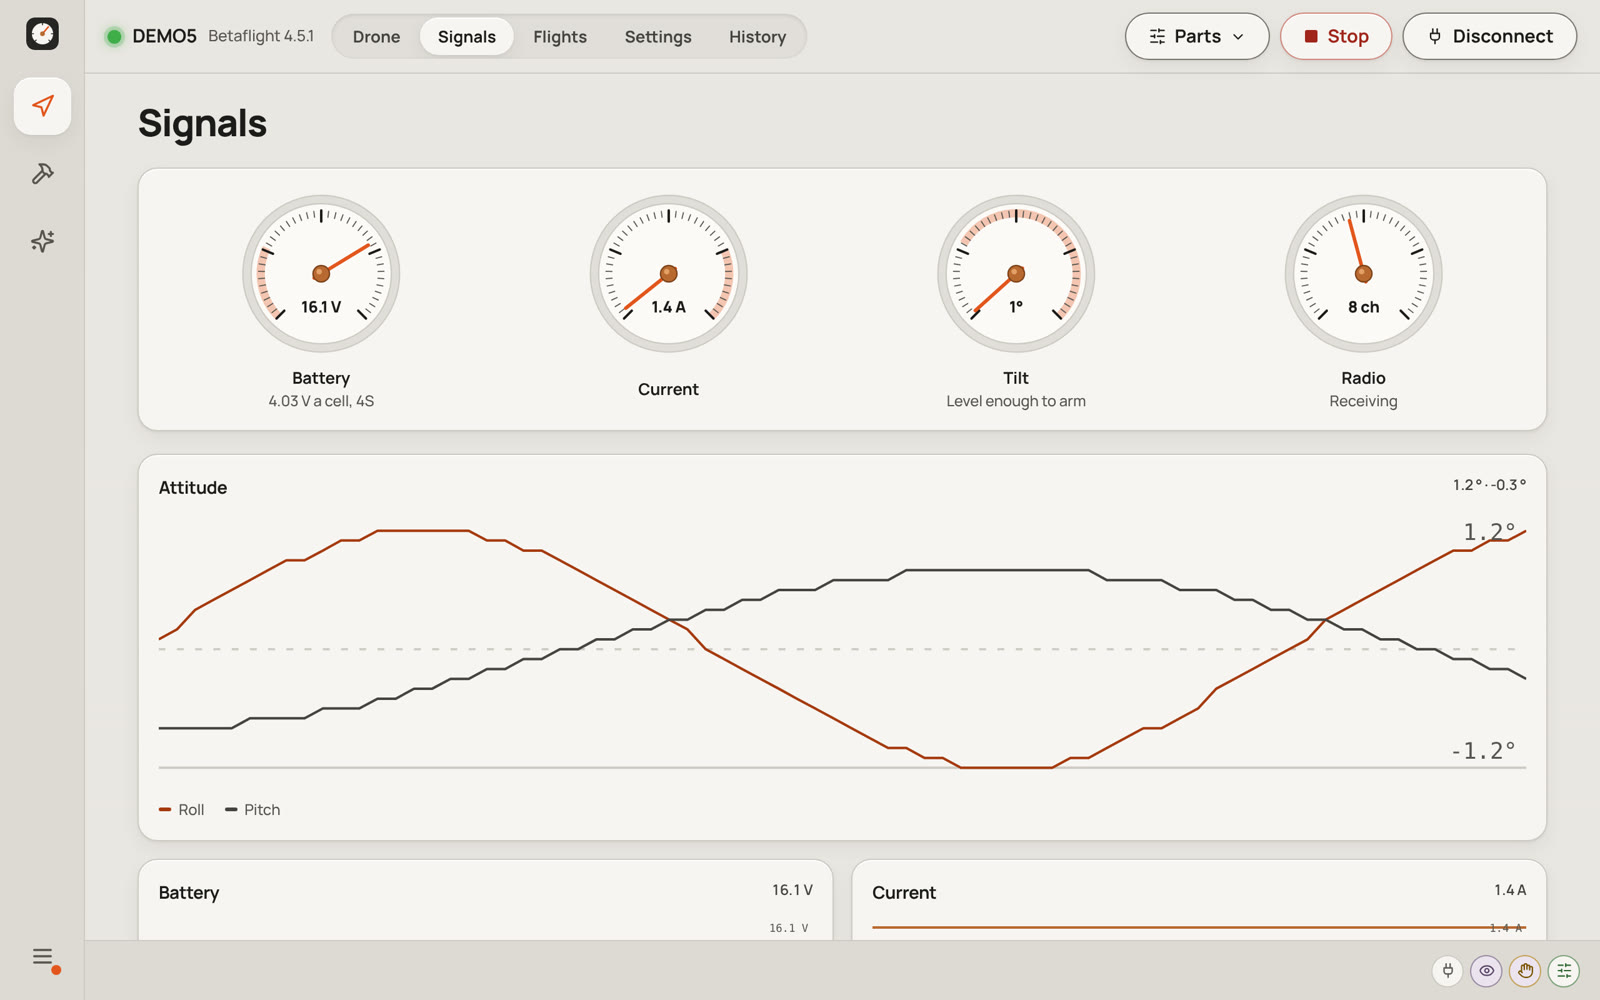 DEMO5 Betaflight 4.5.1 Drone Signals Flights Settings History Parts Stop Disconnect
Signals
16.1 V
1.4 A
1°
8 ch
Battery
4.03 V a cell, 4S
Current
Tilt
Level enough to arm
Radio
Receiving
Attitude
1.2° · -0.3°
1.2°
-1.2°
Roll Pitch
Battery
16.1 V
16.1 V
Current
1.4 A
1.4 A